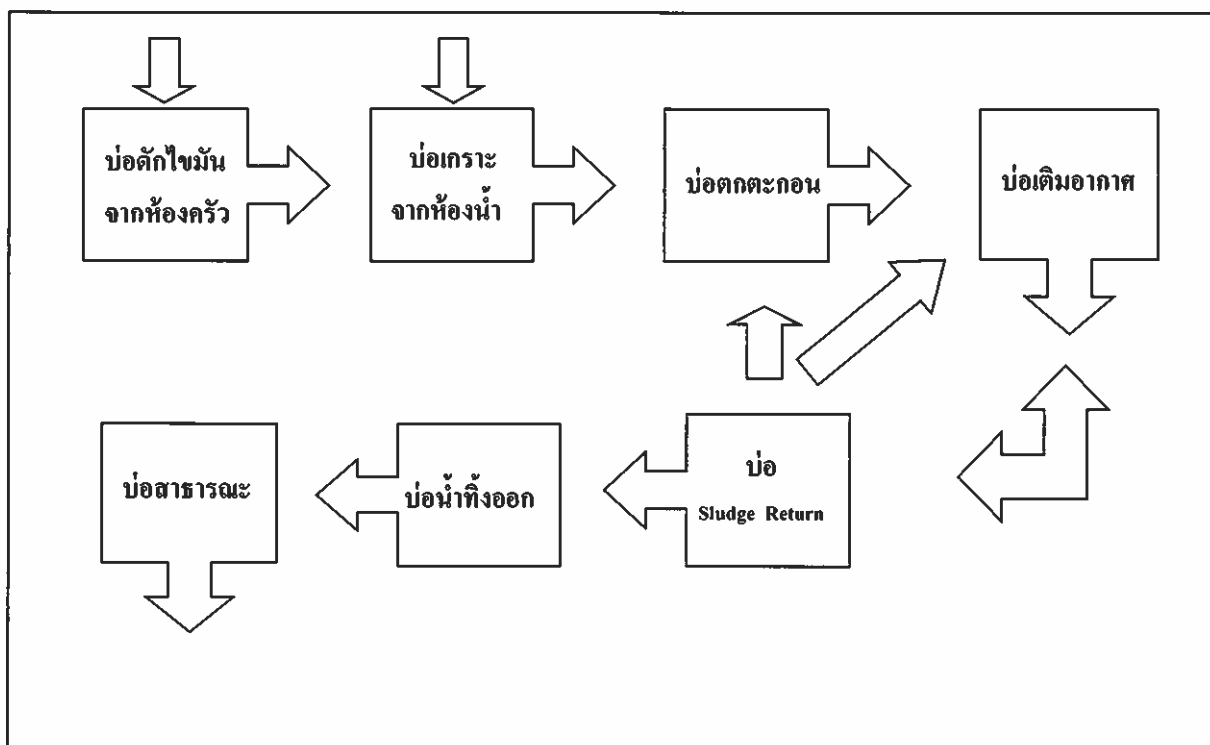 บ่อดักไขมัน
จากห้องครัว
บ่อเกราะ
จากห้องน้ำ
บ่อตกตะกอน
บ่อเติมอากาศ
บ่อสาธารณะ
บ่อน้ำทิ้งออก
บ่อ
Sludge Return